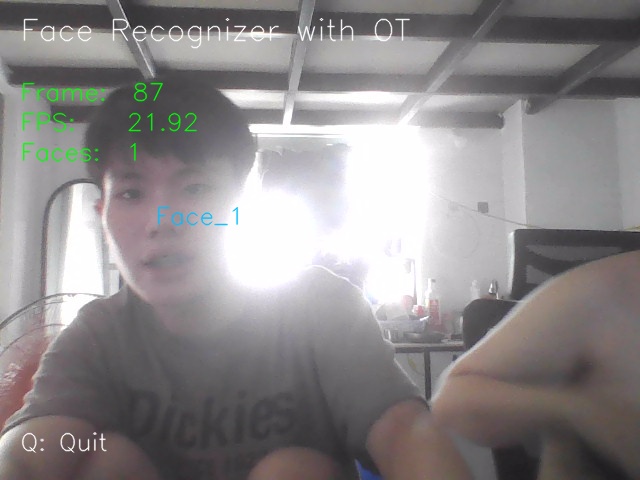 Face Recognizer with OT
Frame: 87
FPS: 21.92
Faces: 1
Face_1
Dickies
Q: Quit